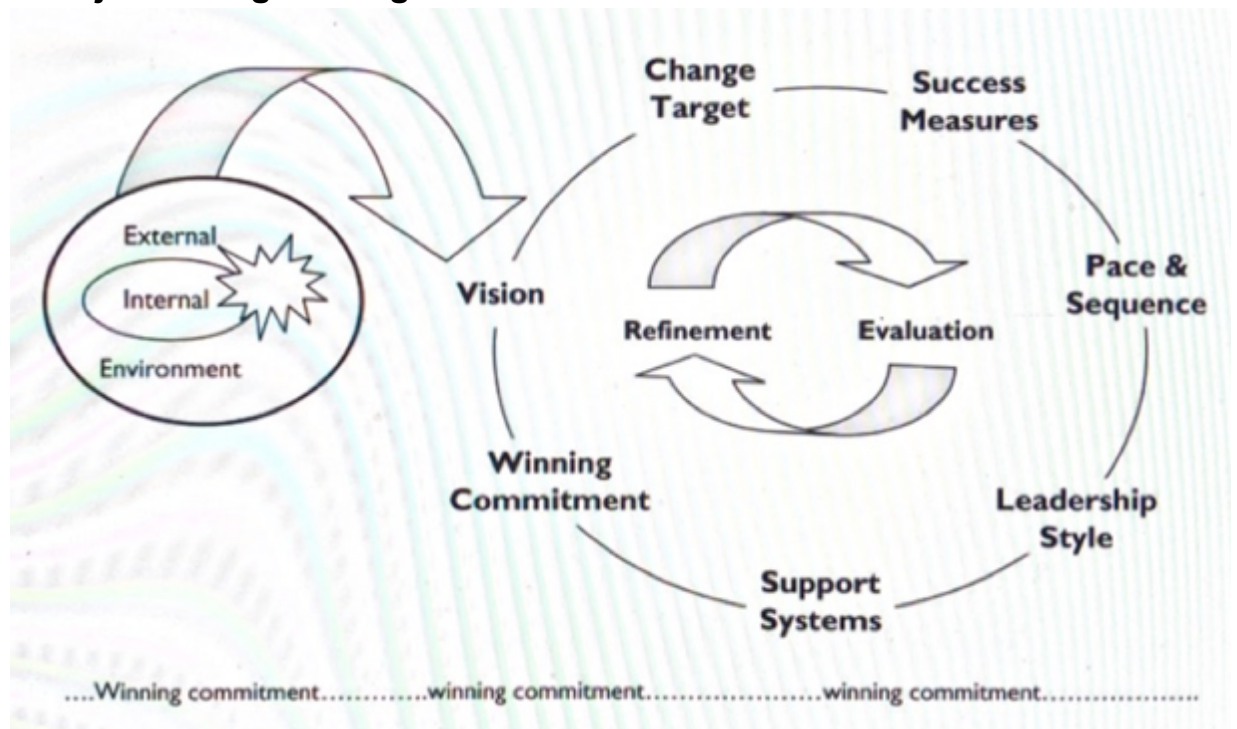 Change
Target
Success
Measures
External
Internal
Environment
Vision
Pace &
Sequence
Refinement
Evaluation
Winning
Commitment
Leadership
Style
Support
Systems
....Winning commitment............winning commitment....................winning commitment..................